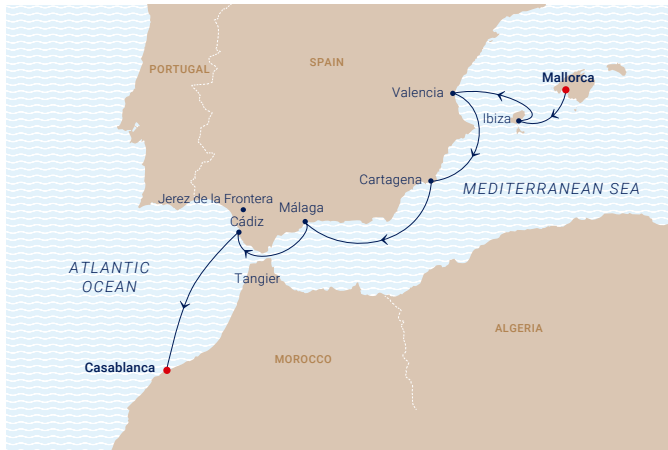 SPAIN
PORTUGAL
Mallorca
Valencia
Ibiza
Cartagena
MEDITERRANEAN SEA
Jerez de la Frontera
Málaga
Cádiz
ATLANTIC
OCEAN
Tangier
ALGERIA
MOROCCO
Casablanca